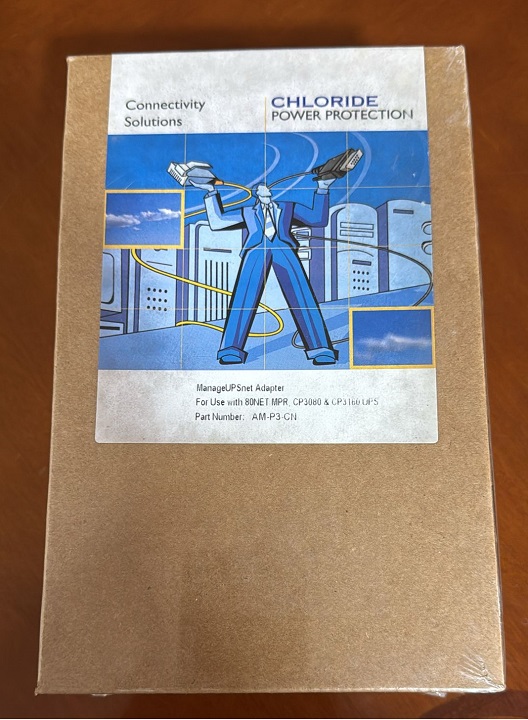 Connectivity
Solutions
CHLORIDE
POWER PROTECTION
ManageUPSnet Adapter
For Use with 80NET MPR, CP3080 & CP3160 UPS
Part Number: AM-P3-CN